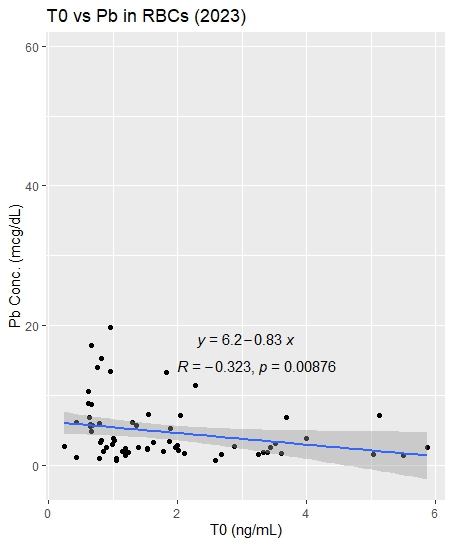 T0 vs Pb in RBCs (2023)
60
40
20
0
Pb Conc. (mcg/dL)
y = 6.2−0.83 x
R = −0.323, p = 0.00876
0 2 4 6
T0 (ng/mL)